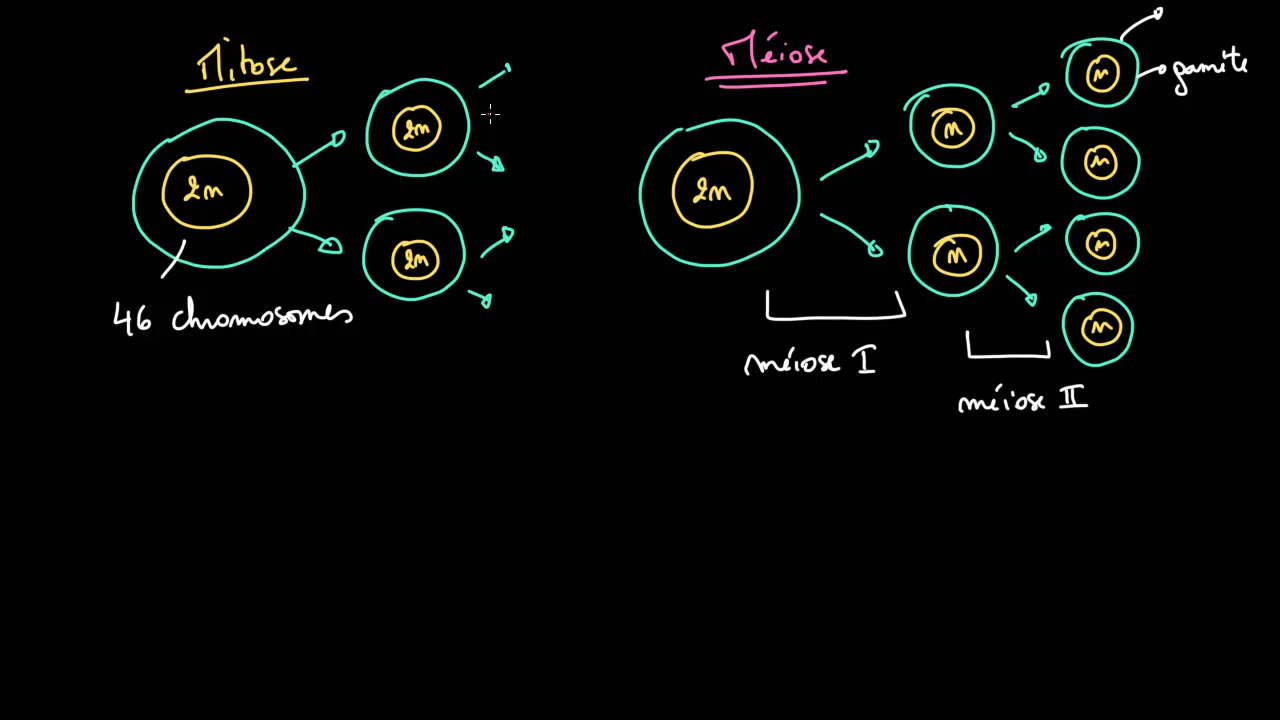 Mitose
2n
2n
2n
46 chromosomes
Méiose
2n
n
n
n
n
n
n
gamète
méiose I
méiose II